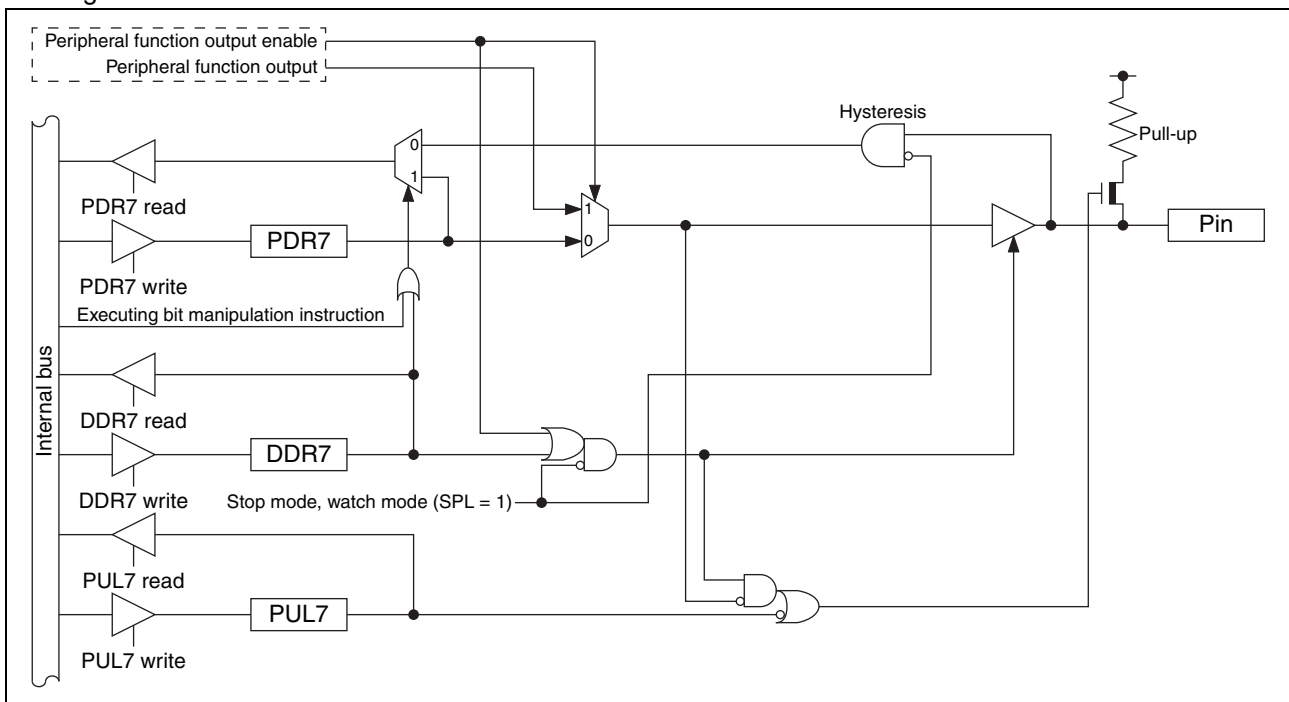 Peripheral function output enable
Peripheral function output
Hysteresis
Pull-up
0
1
PDR7 read
1
0
PDR7
Pin
PDR7 write
Executing bit manipulation instruction
Internal bus
DDR7 read
DDR7
DDR7 write
Stop mode, watch mode (SPL = 1)
PUL7 read
PUL7
PUL7 write